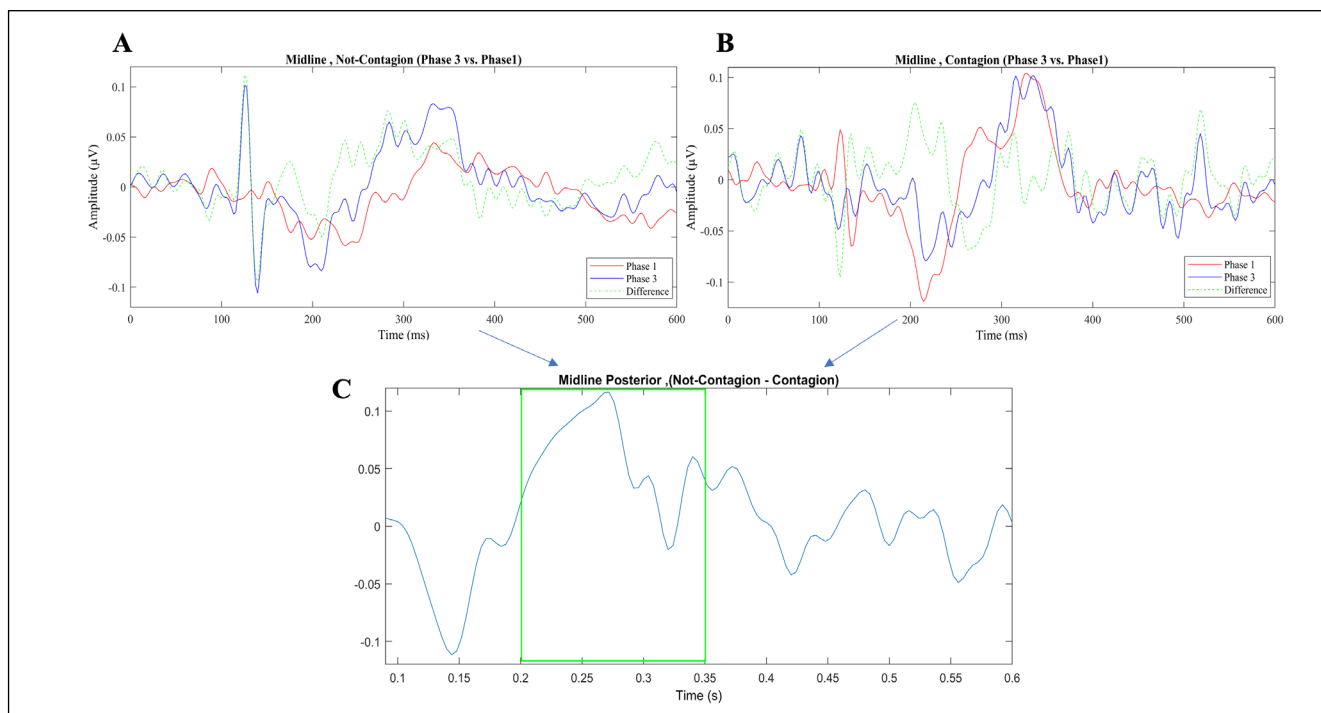 A
Midline , Not-Contagion (Phase 3 vs. Phase1)
0.1
0.05
0
-0.05
-0.1
Amplitude (µV)
0 100 200 300 400 500 600
Time (ms)
Phase 1
Phase 3
Difference
B
Midline , Contagion (Phase 3 vs. Phase1)
0.1
0.05
0
-0.05
-0.1
Amplitude (µV)
0 100 200 300 400 500 600
Time (ms)
Phase 1
Phase 3
Difference
C
Midline Posterior ,(Not-Contagion - Contagion)
0.1
0.05
0
-0.05
-0.1
0.1 0.15 0.2 0.25 0.3 0.35 0.4 0.45 0.5 0.55 0.6
Time (s)